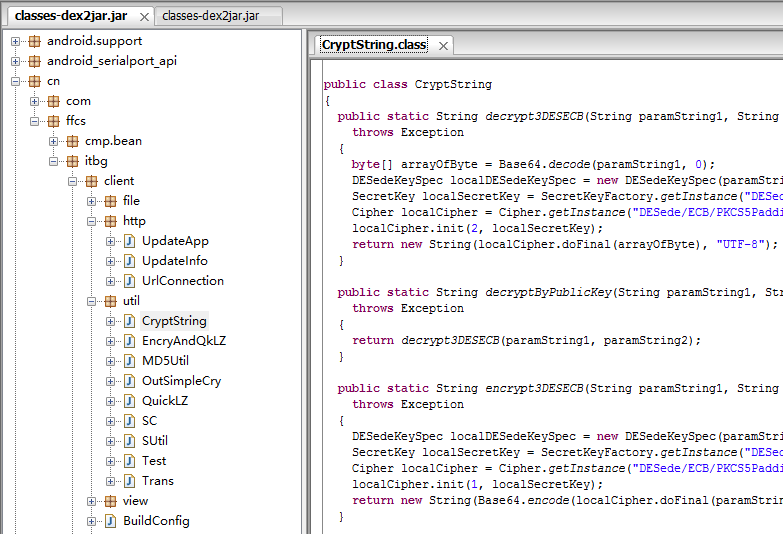 classes-dex2jar.jar
classes-dex2jar.jar
android.support
android_serialport_api
cn
com
ffcs
cmp.bean
itbg
client
file
http
UpdateApp
UpdateInfo
UrlConnection
util
CryptString
EncryAndQkLZ
MD5Util
OutSimpleCry
QuickLZ
SC
SUtil
Test
Trans
view
BuildConfig
CryptString.class
public class CryptString
{
public static String decrypt3DESECB(String paramString1, String
throws Exception
{
byte[] arrayOfByte = Base64.decode(paramString1, 0);
DESedeKeySpec localDESedeKeySpec = new DESedeKeySpec(paramStri
SecretKey localSecretKey = SecretKeyFactory.getInstance("DESed
Cipher localCipher = Cipher.getInstance("DESede/ECB/PKCS5Paddi
localCipher.init(2, localSecretKey);
return new String(localCipher.doFinal(arrayOfByte), "UTF-8");
}
public static String decryptByPublicKey(String paramString1, Str
throws Exception
{
return decrypt3DESECB(paramString1, paramString2);
}
public static String encrypt3DESECB(String paramString1, String
throws Exception
{
DESedeKeySpec localDESedeKeySpec = new DESedeKeySpec(paramStri
SecretKey localSecretKey = SecretKeyFactory.getInstance("DESed
Cipher localCipher = Cipher.getInstance("DESede/ECB/PKCS5Paddi
localCipher.init(1, localSecretKey);
return new String(Base64.encode(localCipher.doFinal(paramStrin
}